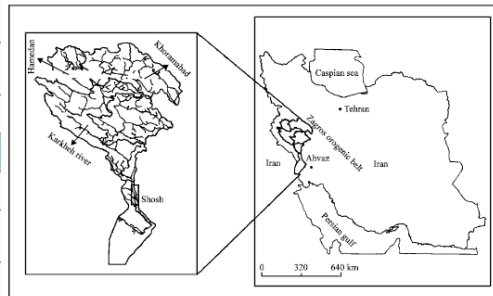 Hamedan
Khoramabad
Karkheh river
Shosh
Caspian sea
Tehran
Zagros orogenic belt
Iran
Ahvaz
Iran
Persian gulf
0 320 640 km